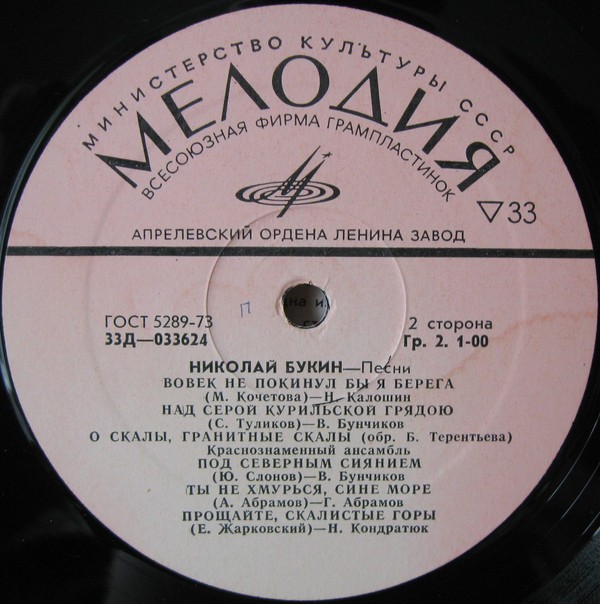 МИНИСТЕРСТВО КУЛЬТУРЫ СССР
МЕЛОДИЯ
ВСЕСОЮЗНАЯ ФИРМА ГРАМПЛАСТИНОК
▽33
АПРЕЛЕВСКИЙ ОРДЕНА ЛЕНИНА ЗАВОД
П
ГОСТ 5289-73
2 сторона
33Д—033624
Гр. 2. 1-00
НИКОЛАЙ БУКИН—Песни
ВОВЕК НЕ ПОКИНУЛ БЫ Я БЕРЕГА
(М. Кочетова)—Н. Калошин
НАД СЕРОЙ КУРИЛЬСКОЙ ГРЯДОЮ
(С. Туликов)—В. Бунчиков
О СКАЛЫ, ГРАНИТНЫЕ СКАЛЫ (обр. Б. Терентьева)
Краснознаменный ансамбль
ПОД СЕВЕРНЫМ СИЯНИЕМ
(Ю. Слонов)—В. Бунчиков
ТЫ НЕ ХМУРЬСЯ, СИНЕ МОРЕ
(А. Абрамов)—Г. Абрамов
ПРОЩАЙТЕ, СКАЛИСТЫЕ ГОРЫ
(Е. Жарковский)—Н. Кондратюк